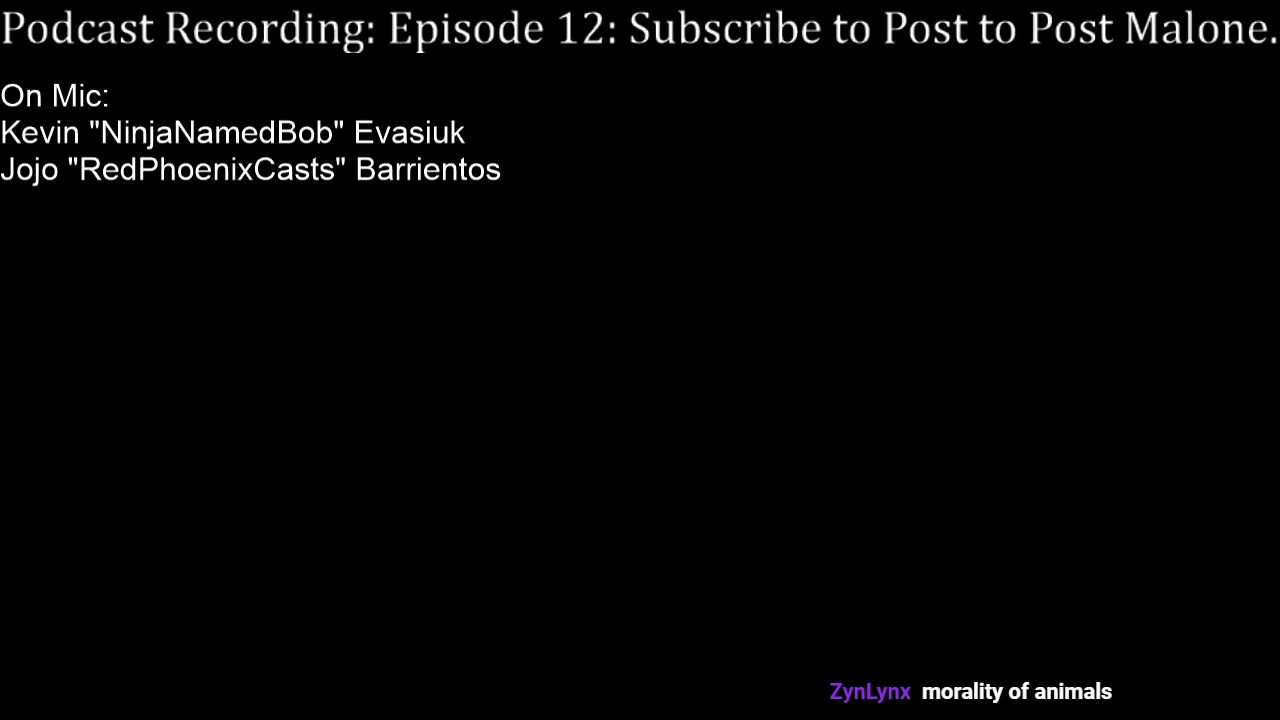 Podcast Recording: Episode 12: Subscribe to Post to Post Malone.
On Mic:
Kevin "NinjaNamedBob" Evasiuk
Jojo "RedPhoenixCasts" Barrientos
ZynLynx morality of animals